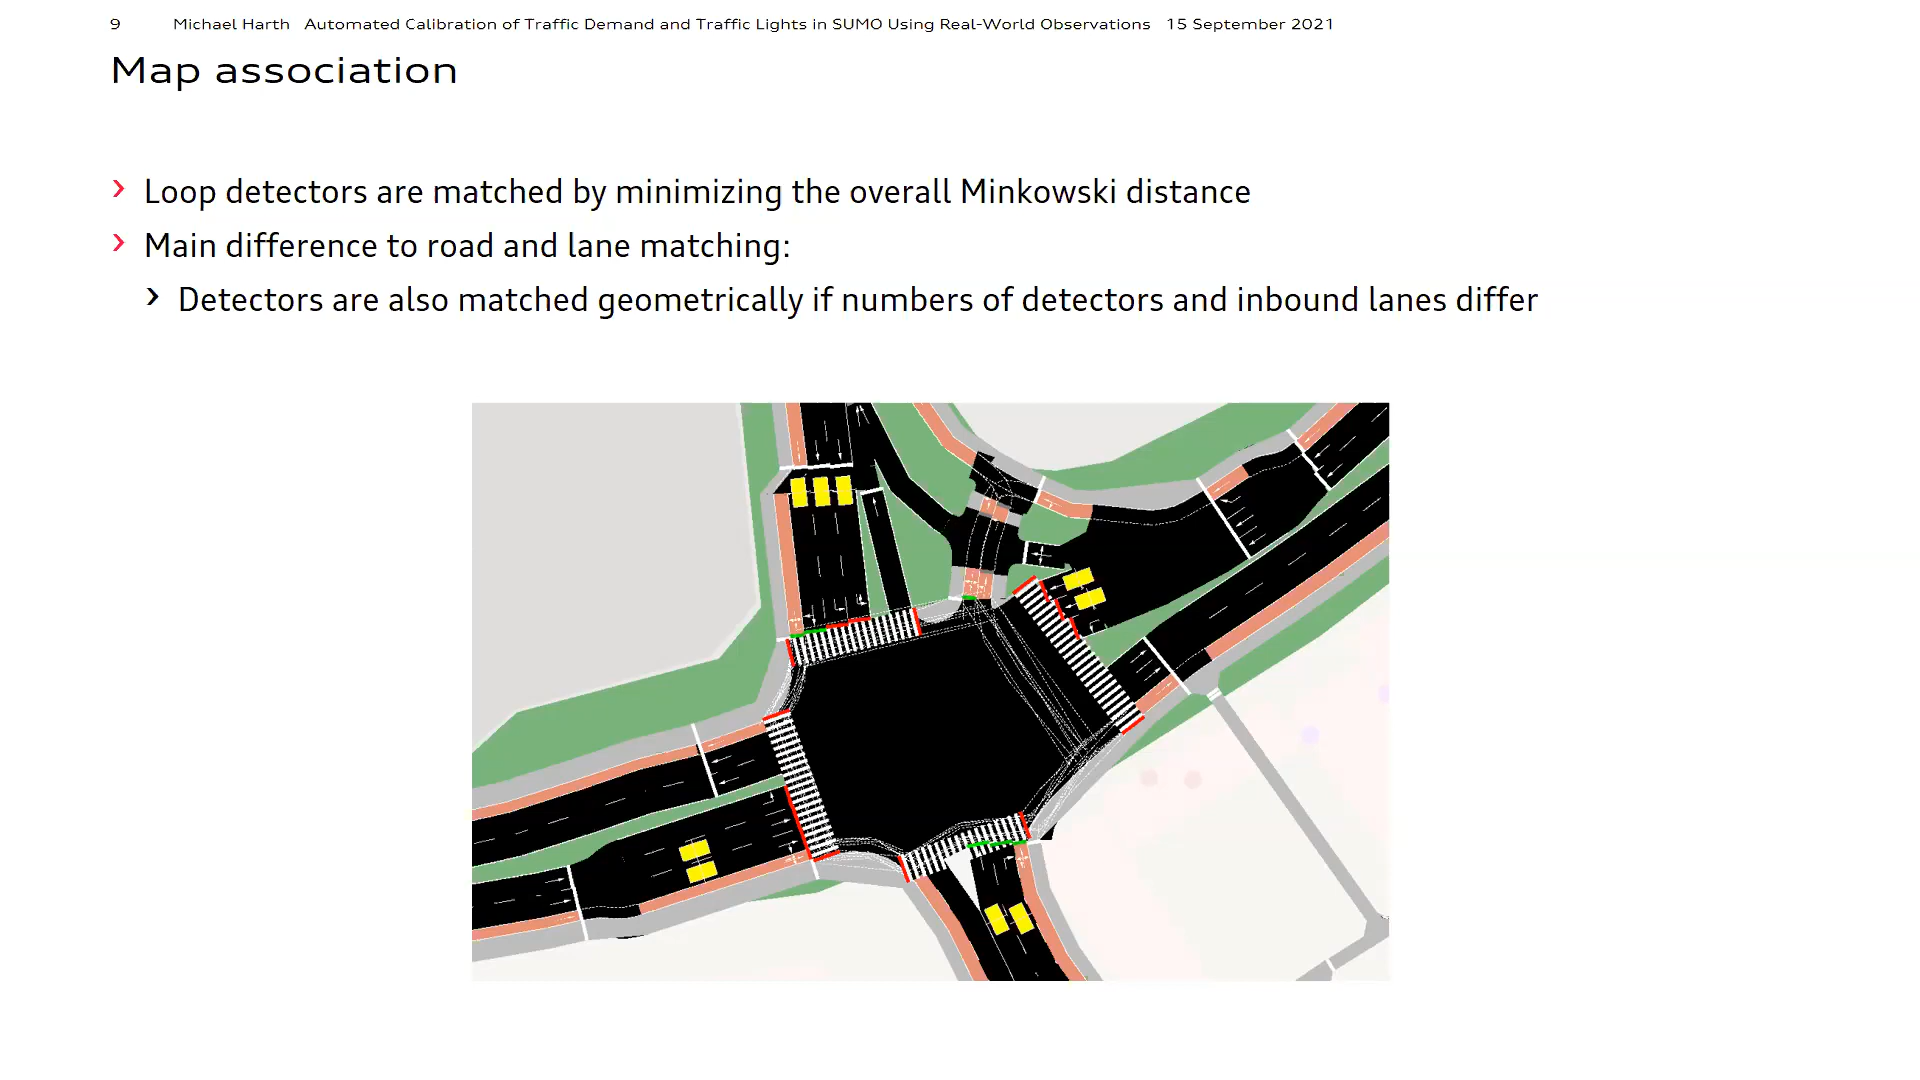 9 Michael Harth Automated Calibration of Traffic Demand and Traffic Lights in SUMO Using Real-World Observations 15 September 2021
Map association
› Loop detectors are matched by minimizing the overall Minkowski distance
› Main difference to road and lane matching:
› Detectors are also matched geometrically if numbers of detectors and inbound lanes differ